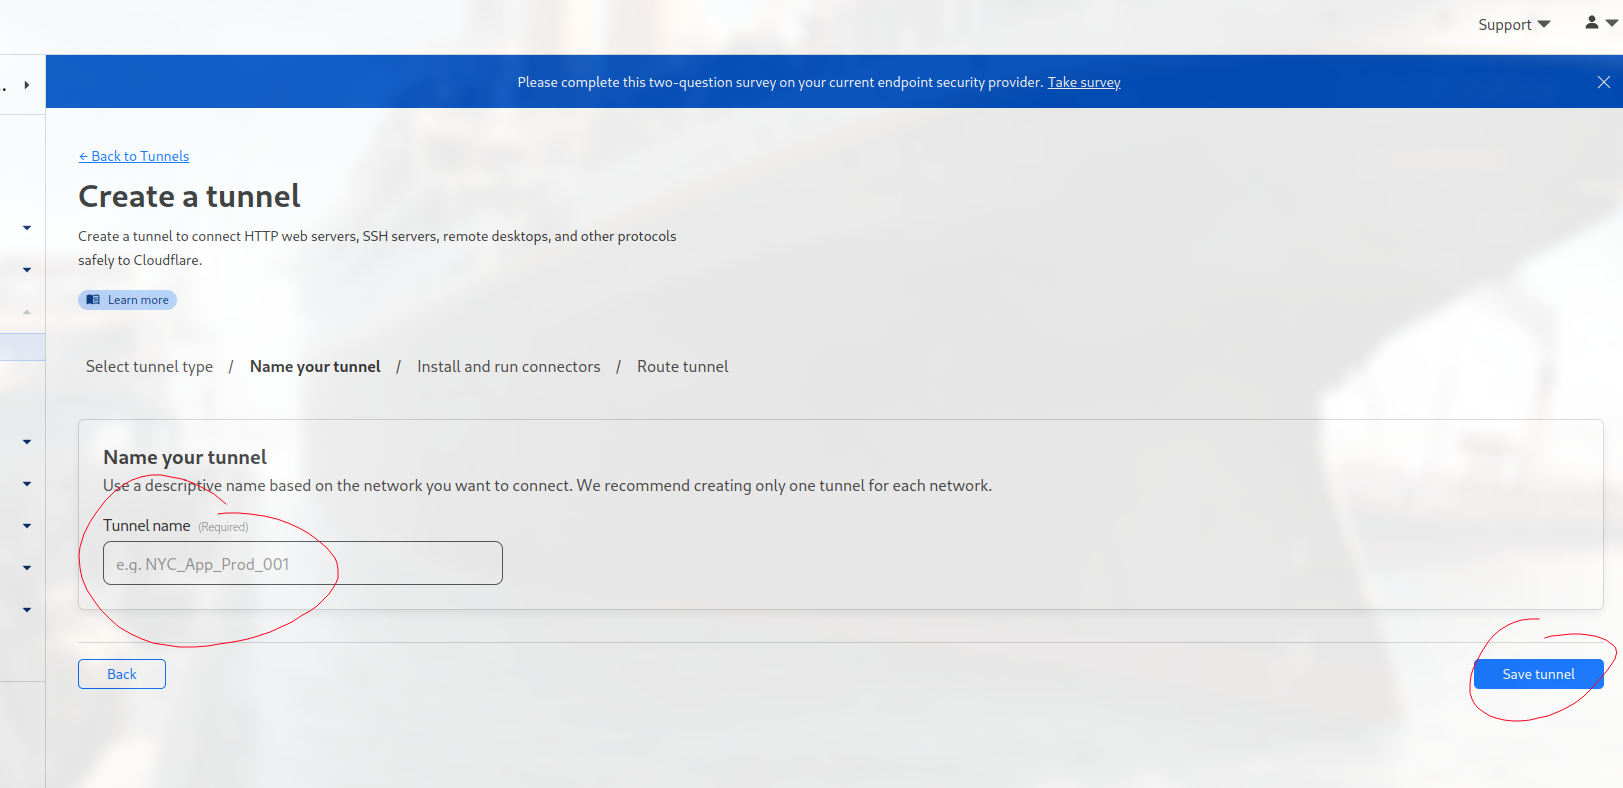 Support
Please complete this two-question survey on your current endpoint security provider. Take survey
← Back to Tunnels
Create a tunnel
Create a tunnel to connect HTTP web servers, SSH servers, remote desktops, and other protocols
safely to Cloudflare.
Learn more
Select tunnel type / Name your tunnel / Install and run connectors / Route tunnel
Name your tunnel
Use a descriptive name based on the network you want to connect. We recommend creating only one tunnel for each network.
Tunnel name (Required)
e.g. NYC_App_Prod_001
Back
Save tunnel